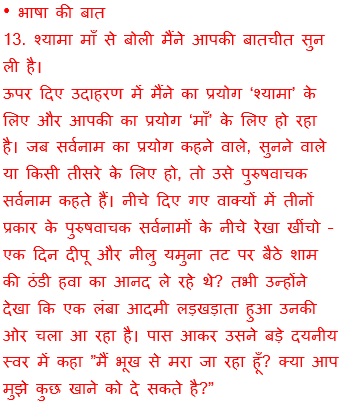 • भाषा की बात
13. श्यामा माँ से बोली मैंने आपकी बातचीत सुन
ली है।
ऊपर दिए उदाहरण में मैंने का प्रयोग ‘श्यामा’ के
लिए और आपकी का प्रयोग ‘माँ’ के लिए हो रहा
है। जब सर्वनाम का प्रयोग कहने वाले, सुनने वाले
या किसी तीसरे के लिए हो, तो उसे पुरुषवाचक
सर्वनाम कहते हैं। नीचे दिए गए वाक्यों में तीनों
प्रकार के पुरुषवाचक सर्वनामों के नीचे रेखा खींचो -
एक दिन दीपू और नीलु यमुना तट पर बैठे शाम
की ठंडी हवा का आनद ले रहे थे? तभी उन्होंने
देखा कि एक लंबा आदमी लड़खड़ाता हुआ उनकी
ओर चला आ रहा है। पास आकर उसने बड़े दयनीय
स्वर में कहा ”मैं भूख से मरा जा रहा हूँ? क्या आप
मुझे कुछ खाने को दे सकते है?”